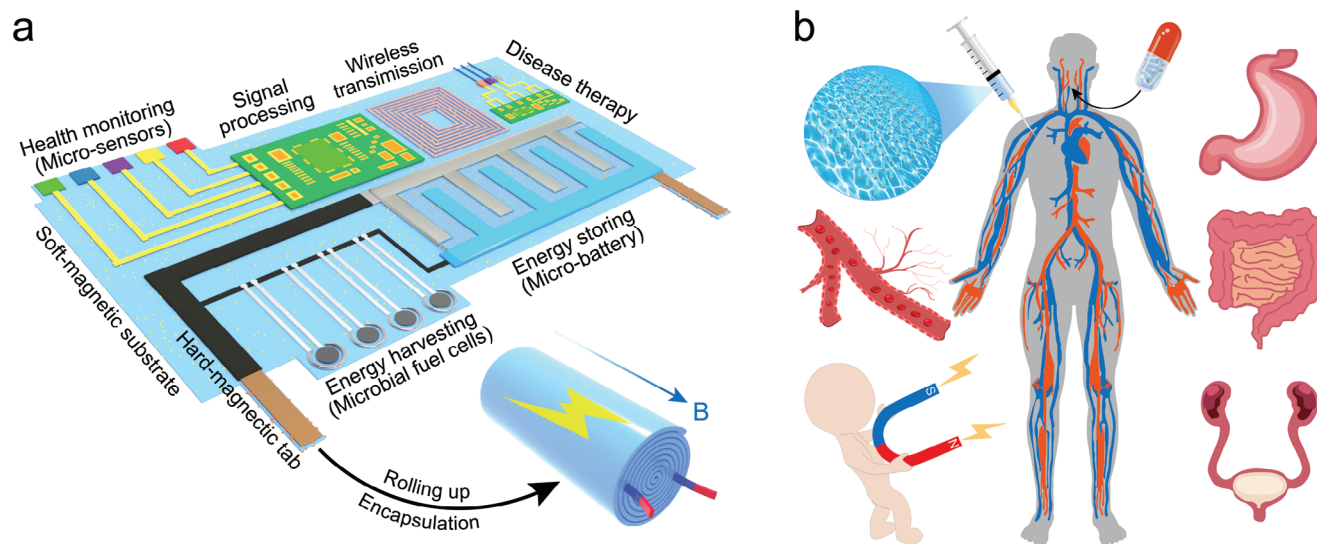 a
Health monitoring
(Micro-sensors)
Signal
processing
Wireless
transimission
Disease therapy
Soft-magnetic substrate
Hard-magnectic tab
Energy harvesting
(Microbial fuel cells)
Energy storing
(Micro-battery)
Rolling up
Encapsulation
B
b
S
N